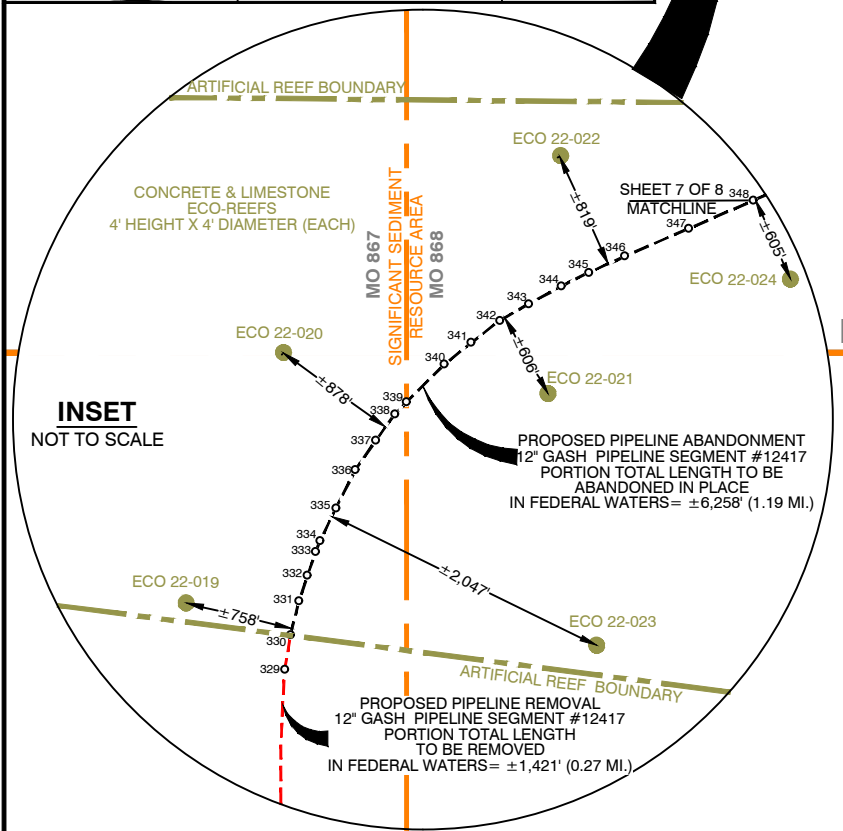 ARTIFICIAL REEF BOUNDARY
ECO 22-022
CONCRETE & LIMESTONE
ECO-REEFS
4' HEIGHT X 4' DIAMETER (EACH)
SIGNIFICANT SEDIMENT
RESOURCE AREA
MO 867
MO 868
±819'
SHEET 7 OF 8
MATCHLINE
348
347
±605'
ECO 22-024
346
345
344
343
342
341
340
ECO 22-020
±878'
±606'
ECO 22-021
339
338
337
336
335
334
333
332
331
330
329
INSET
NOT TO SCALE
PROPOSED PIPELINE ABANDONMENT
12" GASH PIPELINE SEGMENT #12417
PORTION TOTAL LENGTH TO BE
ABANDONED IN PLACE
IN FEDERAL WATERS= ±6,258' (1.19 MI.)
±2,047'
ECO 22-019
±758'
ECO 22-023
ARTIFICIAL REEF BOUNDARY
PROPOSED PIPELINE REMOVAL
12" GASH PIPELINE SEGMENT #12417
PORTION TOTAL LENGTH
TO BE REMOVED
IN FEDERAL WATERS= ±1,421' (0.27 MI.)